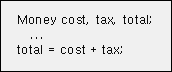 Money cost, tax, total;
...
total = cost + tax;